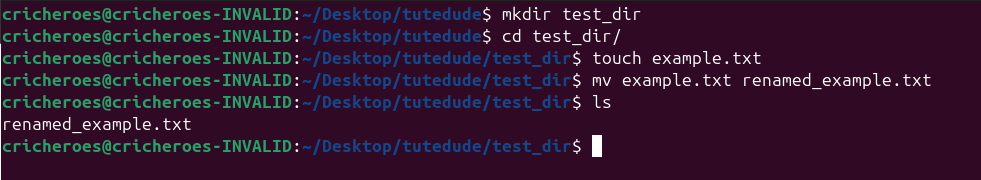 cricheroes@cricheroes-INVALID:~/Desktop/tutedude$ mkdir test_dir
cricheroes@cricheroes-INVALID:~/Desktop/tutedude$ cd test_dir/
cricheroes@cricheroes-INVALID:~/Desktop/tutedude/test_dir$ touch example.txt
cricheroes@cricheroes-INVALID:~/Desktop/tutedude/test_dir$ mv example.txt renamed_example.txt
cricheroes@cricheroes-INVALID:~/Desktop/tutedude/test_dir$ ls
renamed_example.txt
cricheroes@cricheroes-INVALID:~/Desktop/tutedude/test_dir$